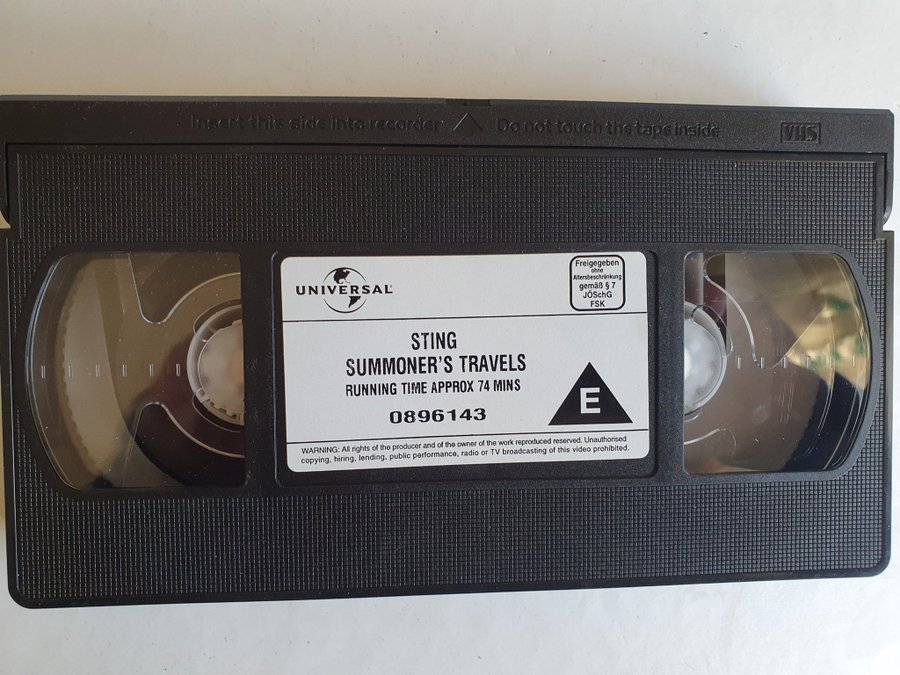 Insert this side into recorder Do not touch the tape inside VHS
UNIVERSAL
Freigegeben
ohne
Altersbeschränkung
gemäß § 7
JÖSchG
FSK
STING
SUMMONER'S TRAVELS
RUNNING TIME APPROX 74 MINS
0896143
E
WARNING: All rights of the producer and of the owner of the work reproduced reserved. Unauthorised
copying, hiring, lending, public performance, radio or TV broadcasting of this video prohibited.